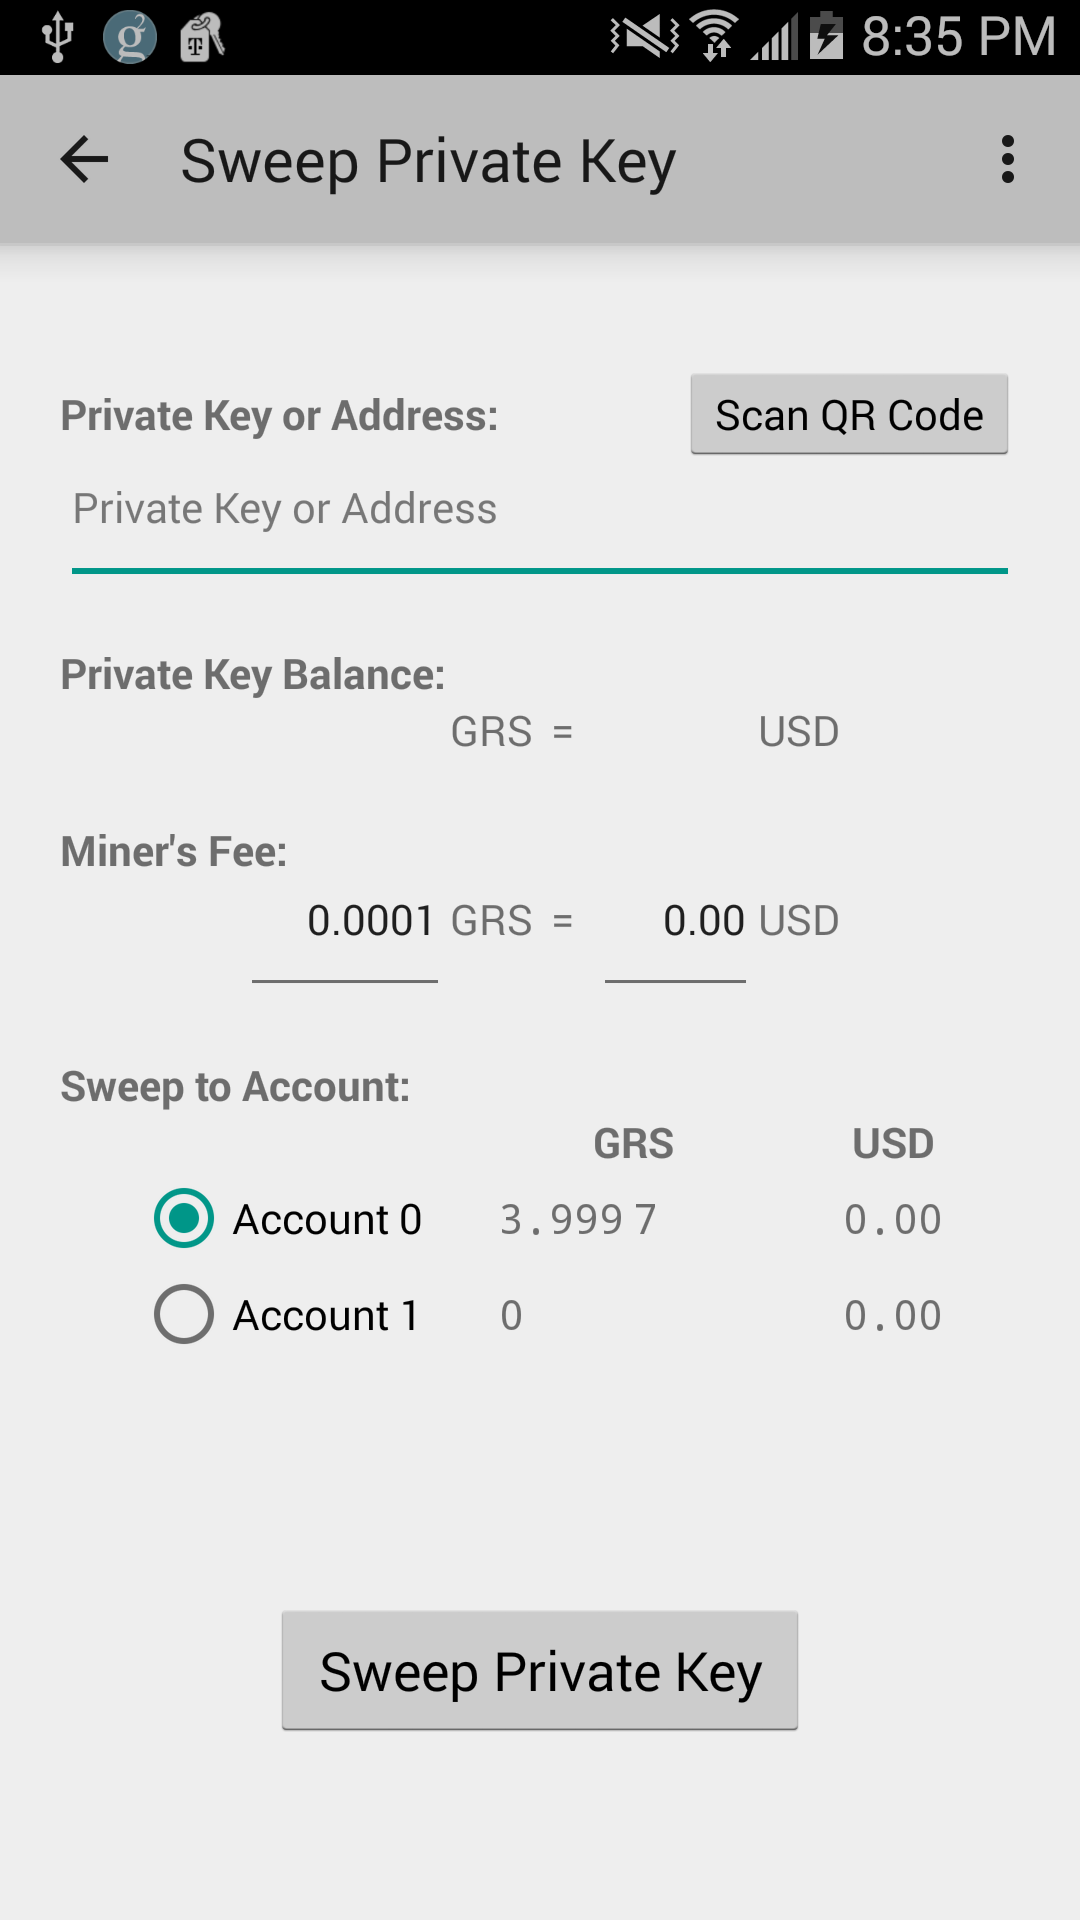 8:35 PM
Sweep Private Key
Private Key or Address: Scan QR Code
Private Key or Address
Private Key Balance:
GRS = USD
Miner's Fee:
0.0001 GRS = 0.00 USD
Sweep to Account:
GRS USD
Account 0 3.999 7 0.00
Account 1 0 0.00
Sweep Private Key